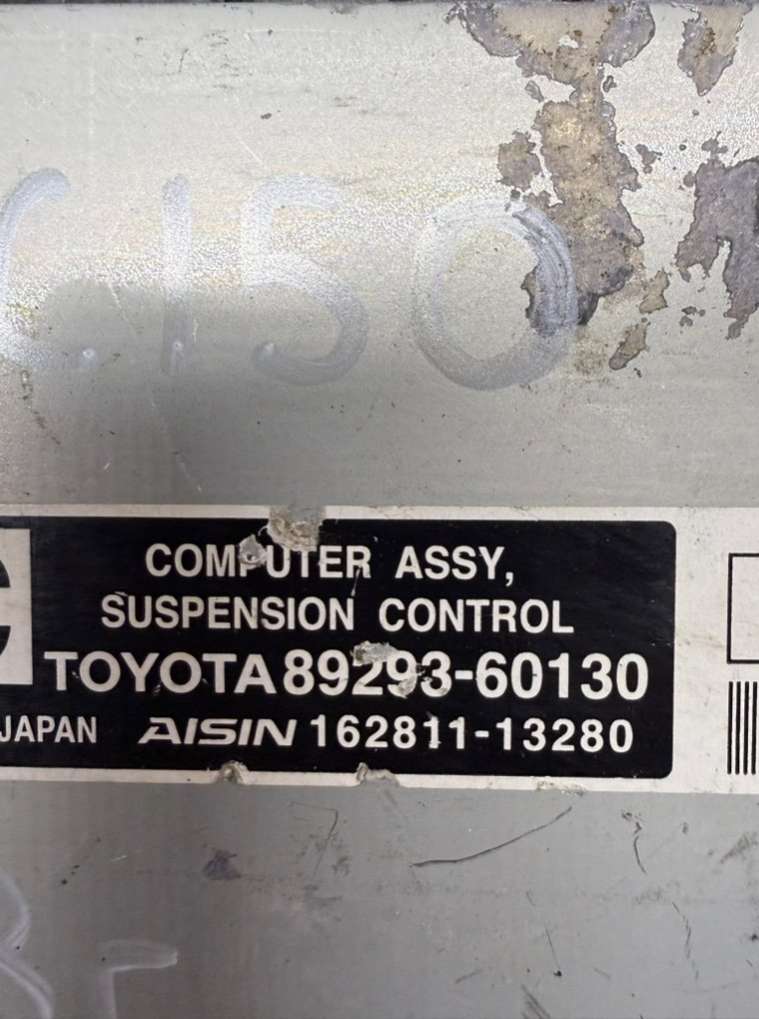 C.150
COMPUTER ASSY,
SUSPENSION CONTROL
TOYOTA 89293-60130
JAPAN AISIN 162811-13280